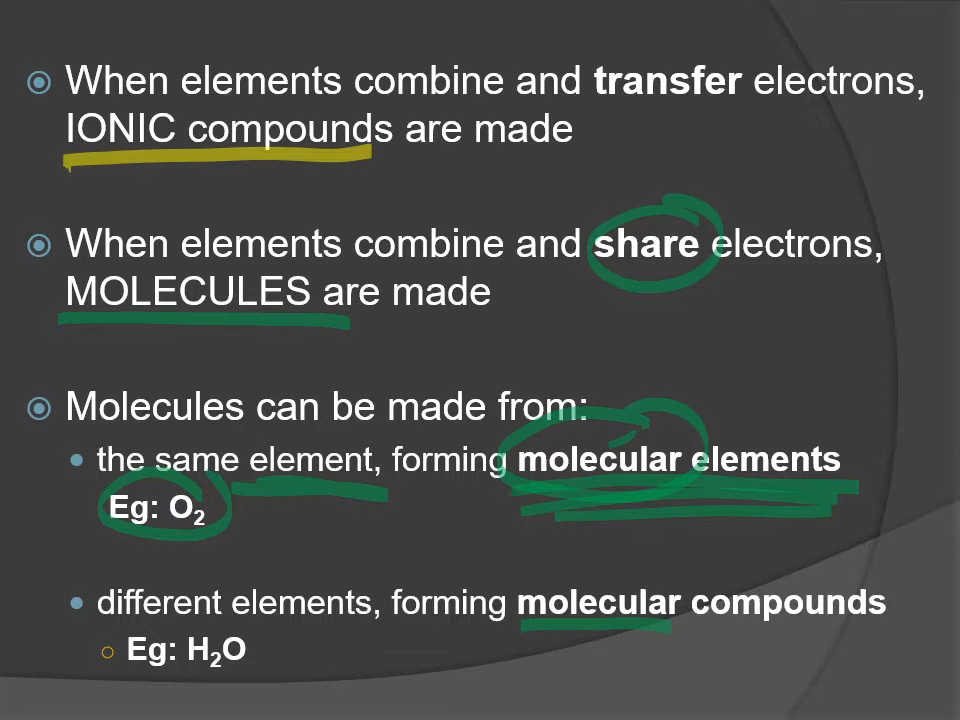 When elements combine and transfer electrons,
IONIC compounds are made
When elements combine and share electrons,
MOLECULES are made
Molecules can be made from:
the same element, forming molecular elements
Eg: O₂
different elements, forming molecular compounds
Eg: H₂O